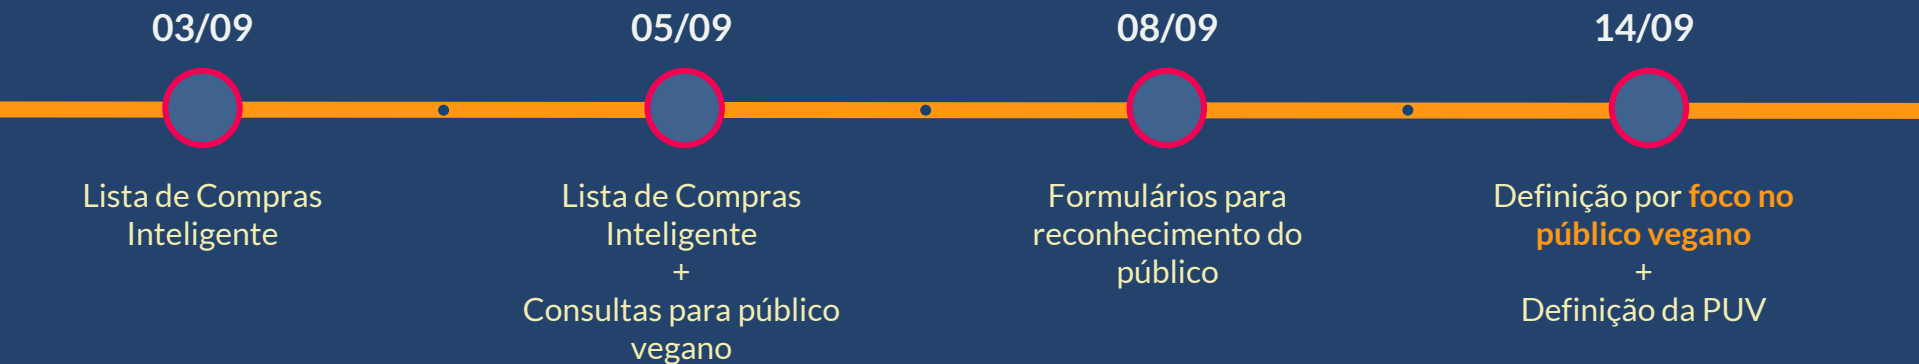 03/09
Lista de Compras
Inteligente
05/09
Lista de Compras
Inteligente
+
Consultas para público
vegano
08/09
Formulários para
reconhecimento do
público
14/09
Definição por foco no
público vegano
+
Definição da PUV